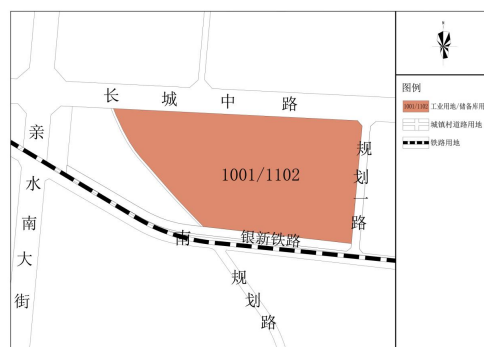 长城中路
亲水南大街
1001/1102
规划一路
银新铁路
南
规划路
图例
1001/1102 工业用地/储备库用
城镇村道路用地
铁路用地